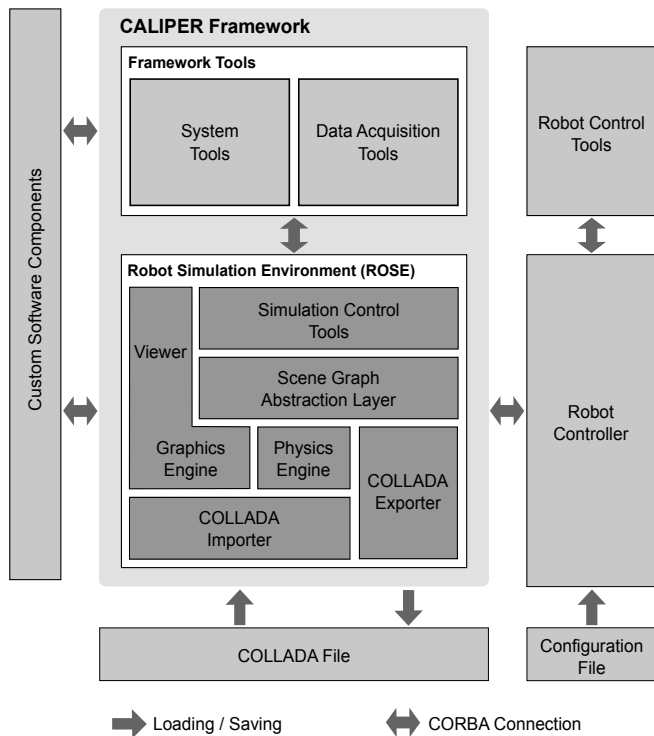 CALIPER Framework
Framework Tools
System
Tools
Data Acquisition
Tools
Robot Control
Tools
Custom Software Components
Robot Simulation Environment (ROSE)
Viewer
Simulation Control
Tools
Scene Graph
Abstraction Layer
Graphics
Engine
Physics
Engine
COLLADA
Exporter
COLLADA
Importer
Robot
Controller
COLLADA File
Configuration
File
Loading / Saving
CORBA Connection